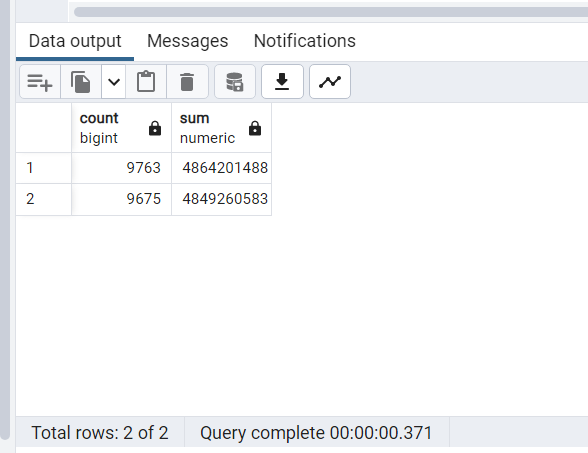 Data output Messages Notifications
count sum
bigint numeric
1 9763 4864201488
2 9675 4849260583
Total rows: 2 of 2 Query complete 00:00:00.371